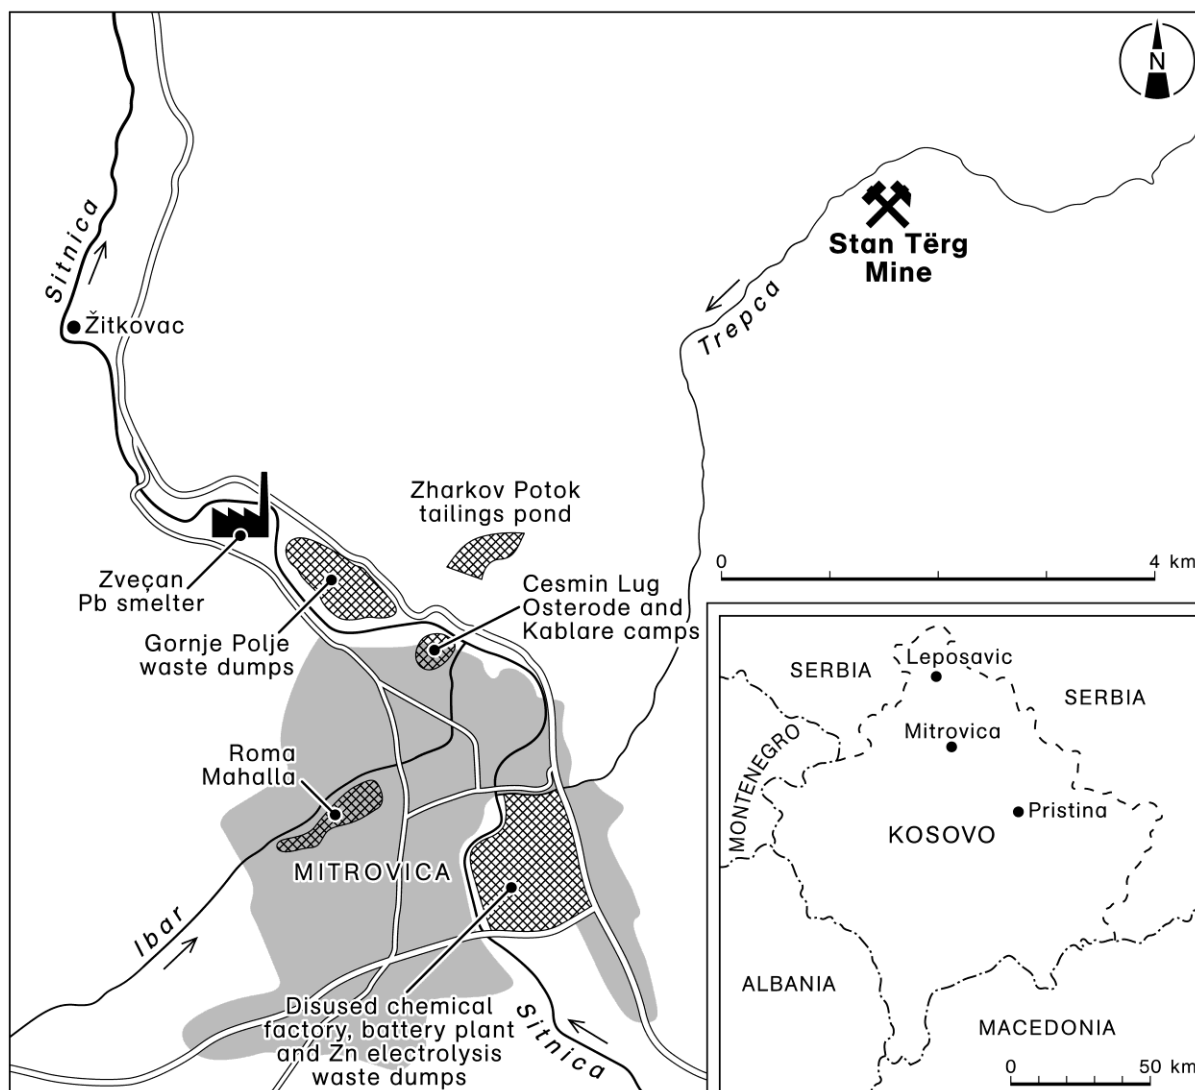 N
Sitnica
Stan Tërg
Mine
Trepca
Žitkovac
Zharkov Potok
tailings pond
0 4 km
Zveçan
Pb smelter
Cesmin Lug
Osterode and
Kablare camps
Gornje Polje
waste dumps
Roma
Mahalla
MITROVICA
Ibar
Disused chemical
factory, battery plant
and Zn electrolysis
waste dumps
Sitnica
SERBIA
Leposavic
SERBIA
Mitrovica
MONTENEGRO
Pristina
KOSOVO
ALBANIA
MACEDONIA
0 50 km